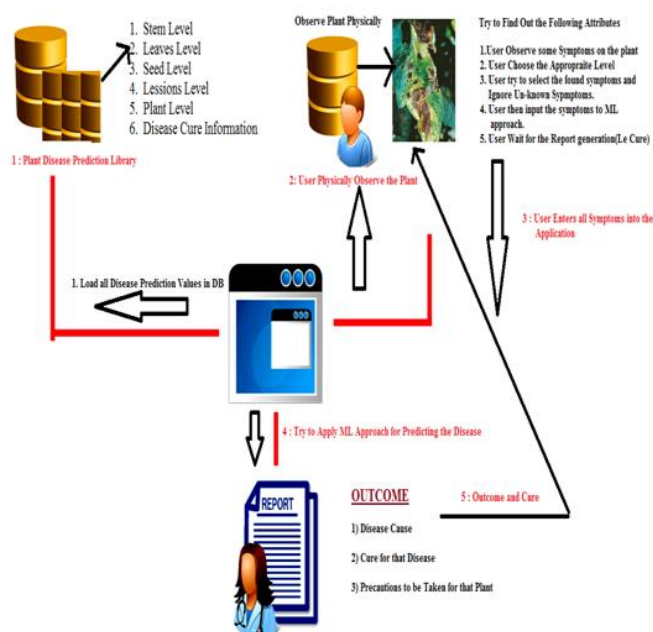 1. Stem Level
2. Leaves Level
3. Seed Level
4. Lessions Level
5. Plant Level
6. Disease Cure Information
1 : Plant Disease Prediction Library
Observe Plant Physically
2: User Physically Observe the Plant
Try to Find Out the Following Attributes
1.User Observe some Symptoms on the plant
2. User Choose the Appropraite Level
3. User try to select the found symptoms and
Ignore Un-known Sypmptoms.
4. User then input the symptoms to ML
approach.
5. User Wait for the Report generation(I.e Cure)
3 : User Enters all Symptoms into the
Application
1. Load all Disease Prediction Values in DB
4 : Try to Apply ML Approach for Predicting the Disease
REPORT
OUTCOME
1) Disease Cause
2) Cure for that Disease
3) Precautions to be Taken for that Plant
5 : Outcome and Cure